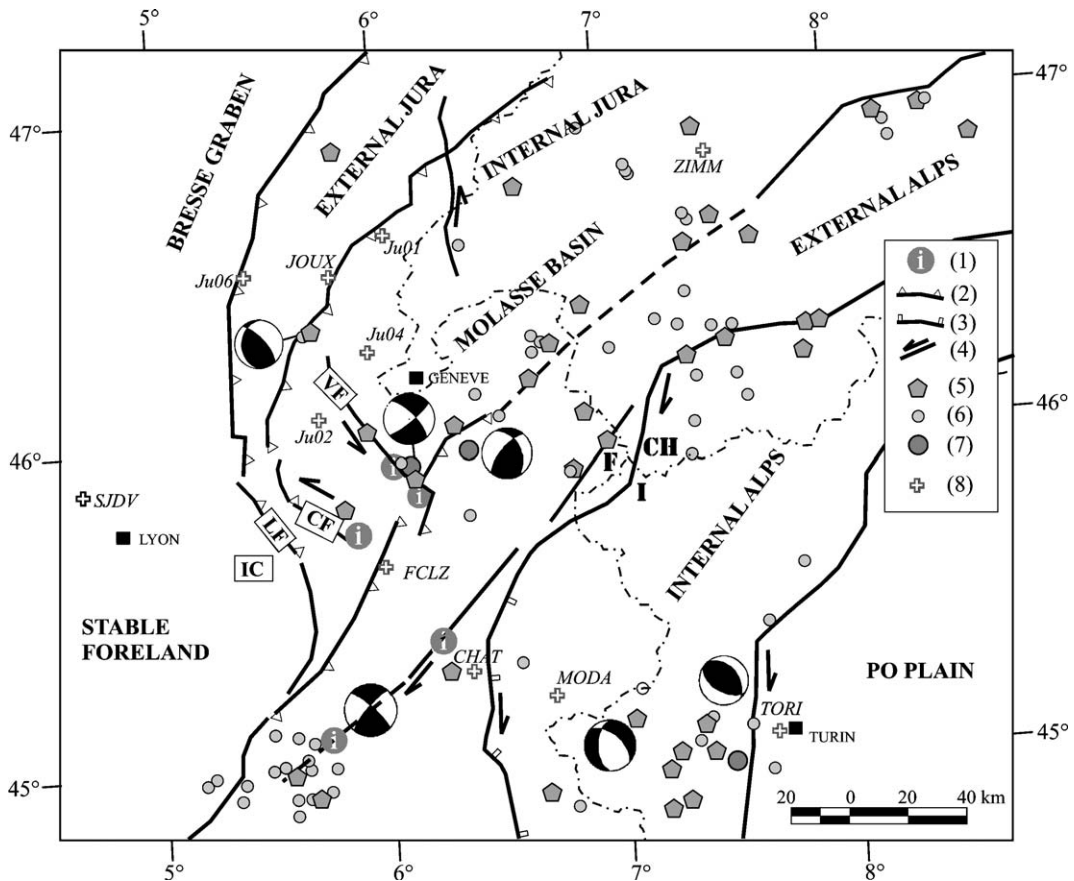 5° 6° 7° 8°
47°
47°
46°
46°
45°
45°
5° 6° 7° 8°
BRESSE GRABEN
EXTERNAL JURA
INTERNAL JURA
MOLASSE BASIN
EXTERNAL ALPS
INTERNAL ALPS
ZIMM
Ju01
Ju06
JOUX
Ju04
GENEVE
VF
Ju02
SJDV
LYON
LF
CF
IC
FCLZ
F
CH
I
STABLE
FORELAND
i
i
i
i
i
CHAT
MODA
PO PLAIN
TORI
TURIN
i (1)
(2)
(3)
(4)
(5)
(6)
(7)
(8)
20 0 20 40 km